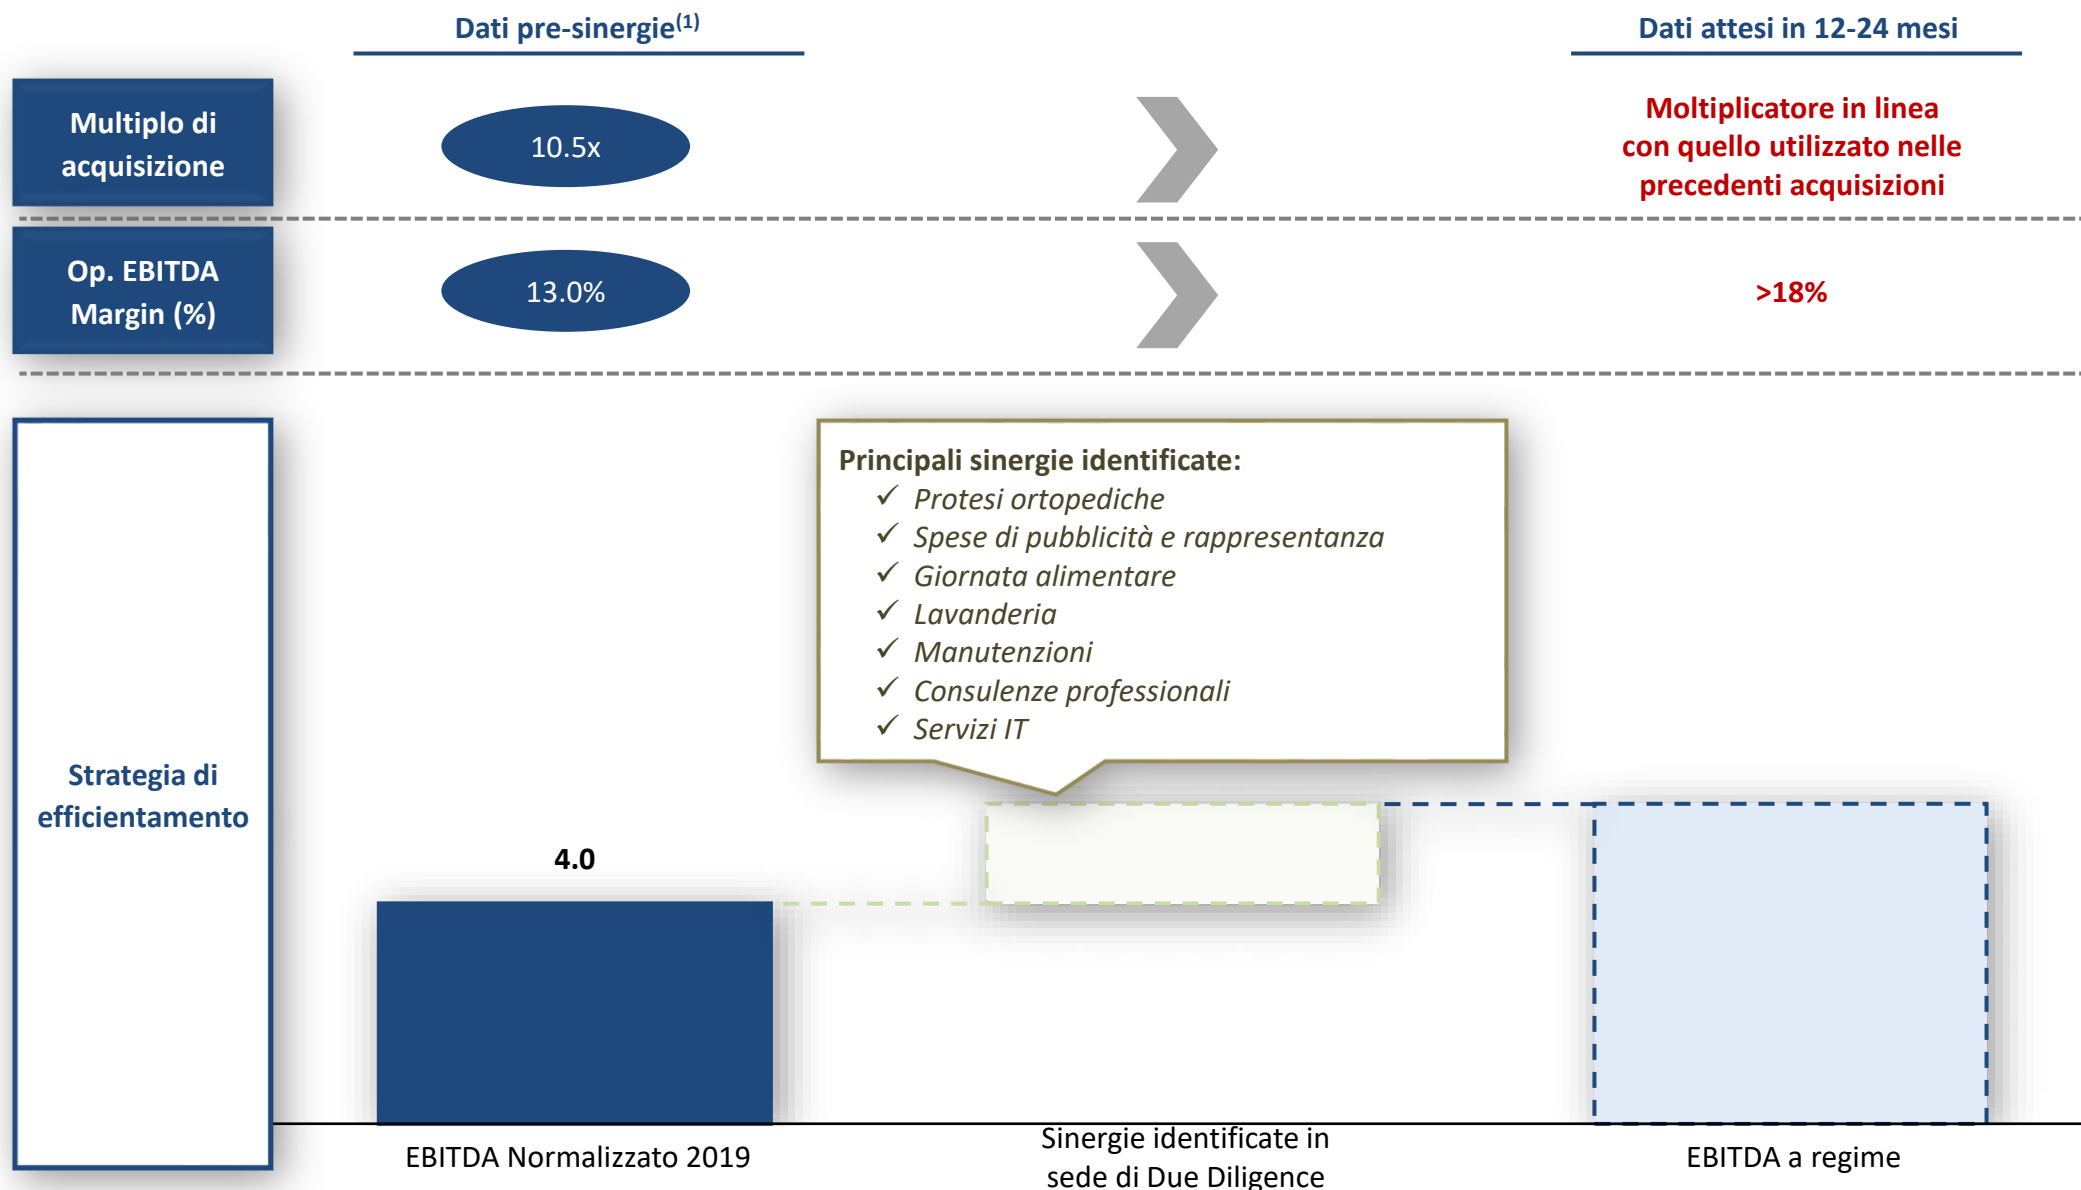 Dati pre-sinergie(1)
Dati attesi in 12-24 mesi
Multiplo di
acquisizione
10.5x
Moltiplicatore in linea
con quello utilizzato nelle
precedenti acquisizioni
Op. EBITDA
Margin (%)
13.0%
>18%
Strategia di
efficientamento
Principali sinergie identificate:
✓ Protesi ortopediche
✓ Spese di pubblicità e rappresentanza
✓ Giornata alimentare
✓ Lavanderia
✓ Manutenzioni
✓ Consulenze professionali
✓ Servizi IT
4.0
EBITDA Normalizzato 2019
Sinergie identificate in
sede di Due Diligence
EBITDA a regime